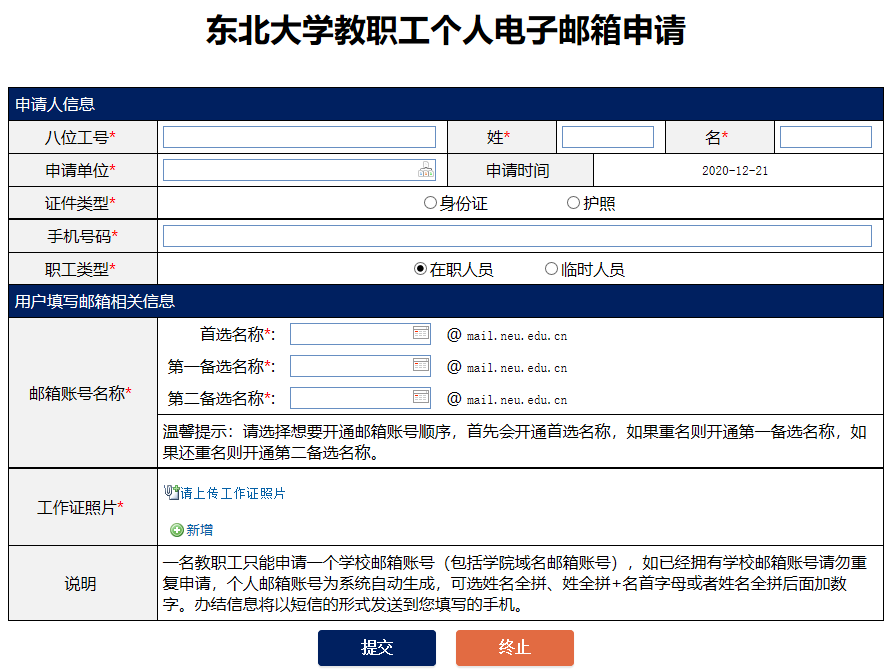 东北大学教职工个人电子邮箱申请
申请人信息
八位工号* 姓* 名*
申请单位* 申请时间 2020-12-21
证件类型* 身份证 护照
手机号码*
职工类型* 在职人员 临时人员
用户填写邮箱相关信息
邮箱账号名称*
首选名称*: @ mail.neu.edu.cn
第一备选名称*: @ mail.neu.edu.cn
第二备选名称*: @ mail.neu.edu.cn
温馨提示：请选择想要开通邮箱账号顺序，首先会开通首选名称，如果重名则开通第一备选名称，如
果还重名则开通第二备选名称。
工作证照片*
请上传工作证照片
新增
说明
一名教职工只能申请一个学校邮箱账号（包括学院域名邮箱账号），如已经拥有学校邮箱账号请勿重
复申请，个人邮箱账号为系统自动生成，可选姓名全拼、姓全拼+名首字母或者姓名全拼后面加数
字。办结信息将以短信的形式发送到您填写的手机。
提交 终止